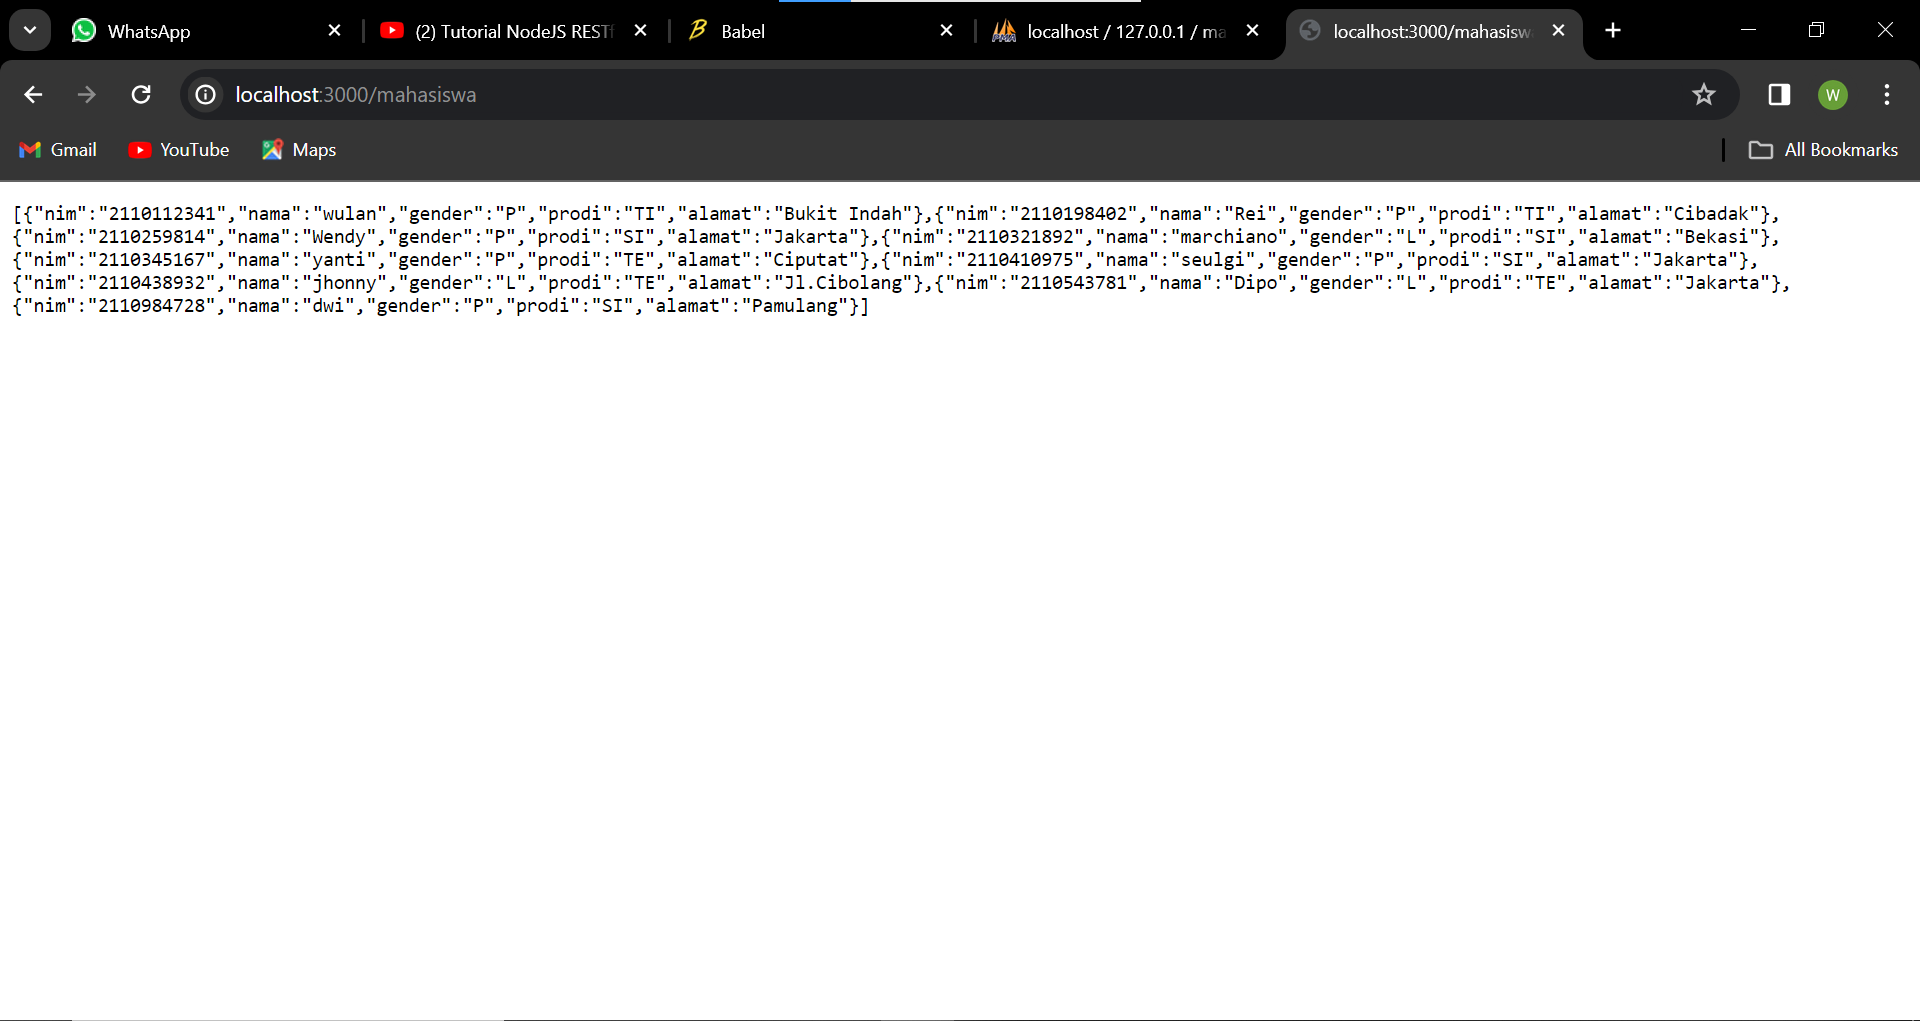 WhatsApp
(2) Tutorial NodeJS RESTf
Babel
localhost / 127.0.0.1 / ma
localhost:3000/mahasisw
localhost:3000/mahasiswa
W
Gmail
YouTube
Maps
All Bookmarks
[{"nim":"2110112341","nama":"wulan","gender":"P","prodi":"TI","alamat":"Bukit Indah"},{"nim":"2110198402","nama":"Rei","gender":"P","prodi":"TI","alamat":"Cibadak"},
{"nim":"2110259814","nama":"Wendy","gender":"P","prodi":"SI","alamat":"Jakarta"},{"nim":"2110321892","nama":"marchiano","gender":"L","prodi":"SI","alamat":"Bekasi"},
{"nim":"2110345167","nama":"yanti","gender":"P","prodi":"TE","alamat":"Ciputat"},{"nim":"2110410975","nama":"seulgi","gender":"P","prodi":"SI","alamat":"Jakarta"},
{"nim":"2110438932","nama":"jhonny","gender":"L","prodi":"TE","alamat":"Jl.Cibolang"},{"nim":"2110543781","nama":"Dipo","gender":"L","prodi":"TE","alamat":"Jakarta"},
{"nim":"2110984728","nama":"dwi","gender":"P","prodi":"SI","alamat":"Pamulang"}]